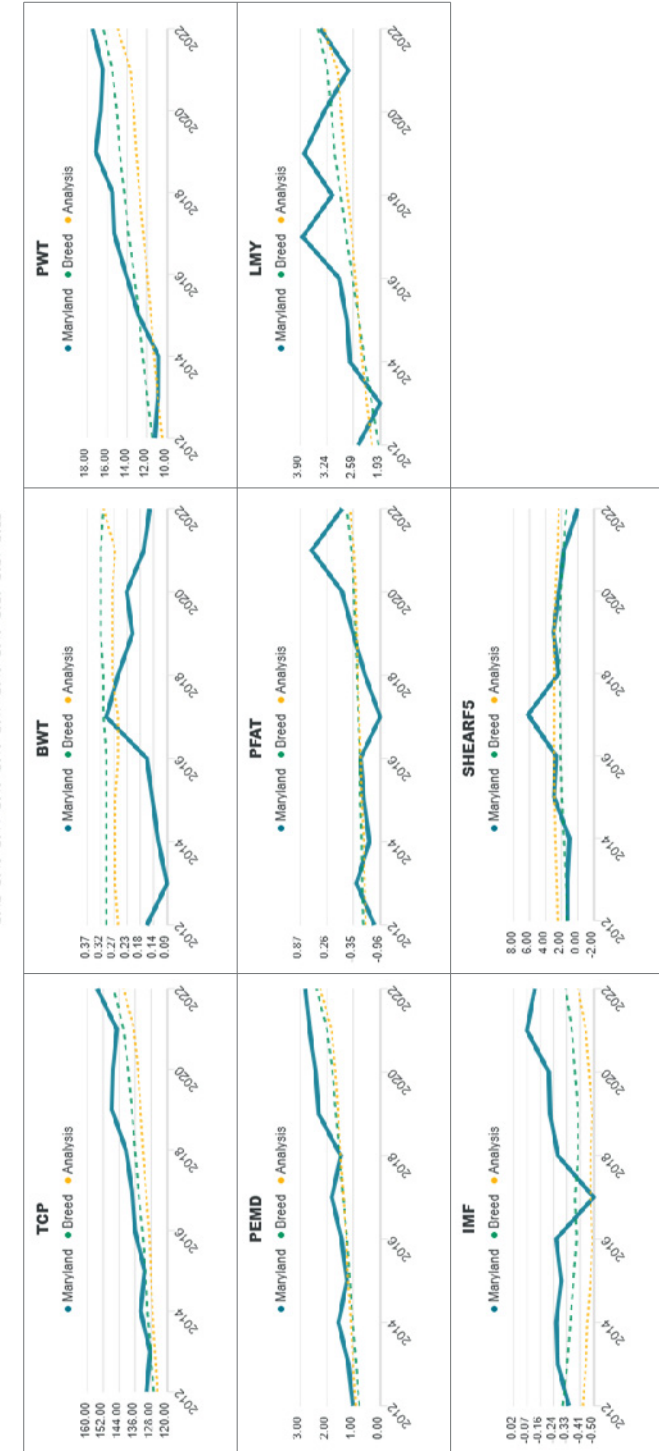 TCP
Maryland Breed Analysis
160.00
152.00
144.00
136.00
128.00
120.00
2012 2014 2016 2018 2020 2022
BWT
Maryland Breed Analysis
0.37
0.32
0.27
0.23
0.18
0.14
0.09
2012 2014 2016 2018 2020 2022
PWT
Maryland Breed Analysis
18.00
16.00
14.00
12.00
10.00
2012 2014 2016 2018 2020 2022
PEMD
Maryland Breed Analysis
3.00
2.00
1.00
0.00
2012 2014 2016 2018 2020 2022
PFAT
Maryland Breed Analysis
0.87
0.26
0.35
-0.96
2012 2014 2016 2018 2020 2022
LMY
Maryland Breed Analysis
3.90
3.24
2.59
1.93
2012 2014 2016 2018 2020 2022
IMF
Maryland Breed Analysis
0.02
-0.07
-0.16
-0.24
-0.33
-0.41
-0.50
2012 2014 2016 2018 2020 2022
SHEARF5
Maryland Breed Analysis
8.00
6.00
4.00
2.00
0.00
-2.00
2012 2014 2016 2018 2020 2022